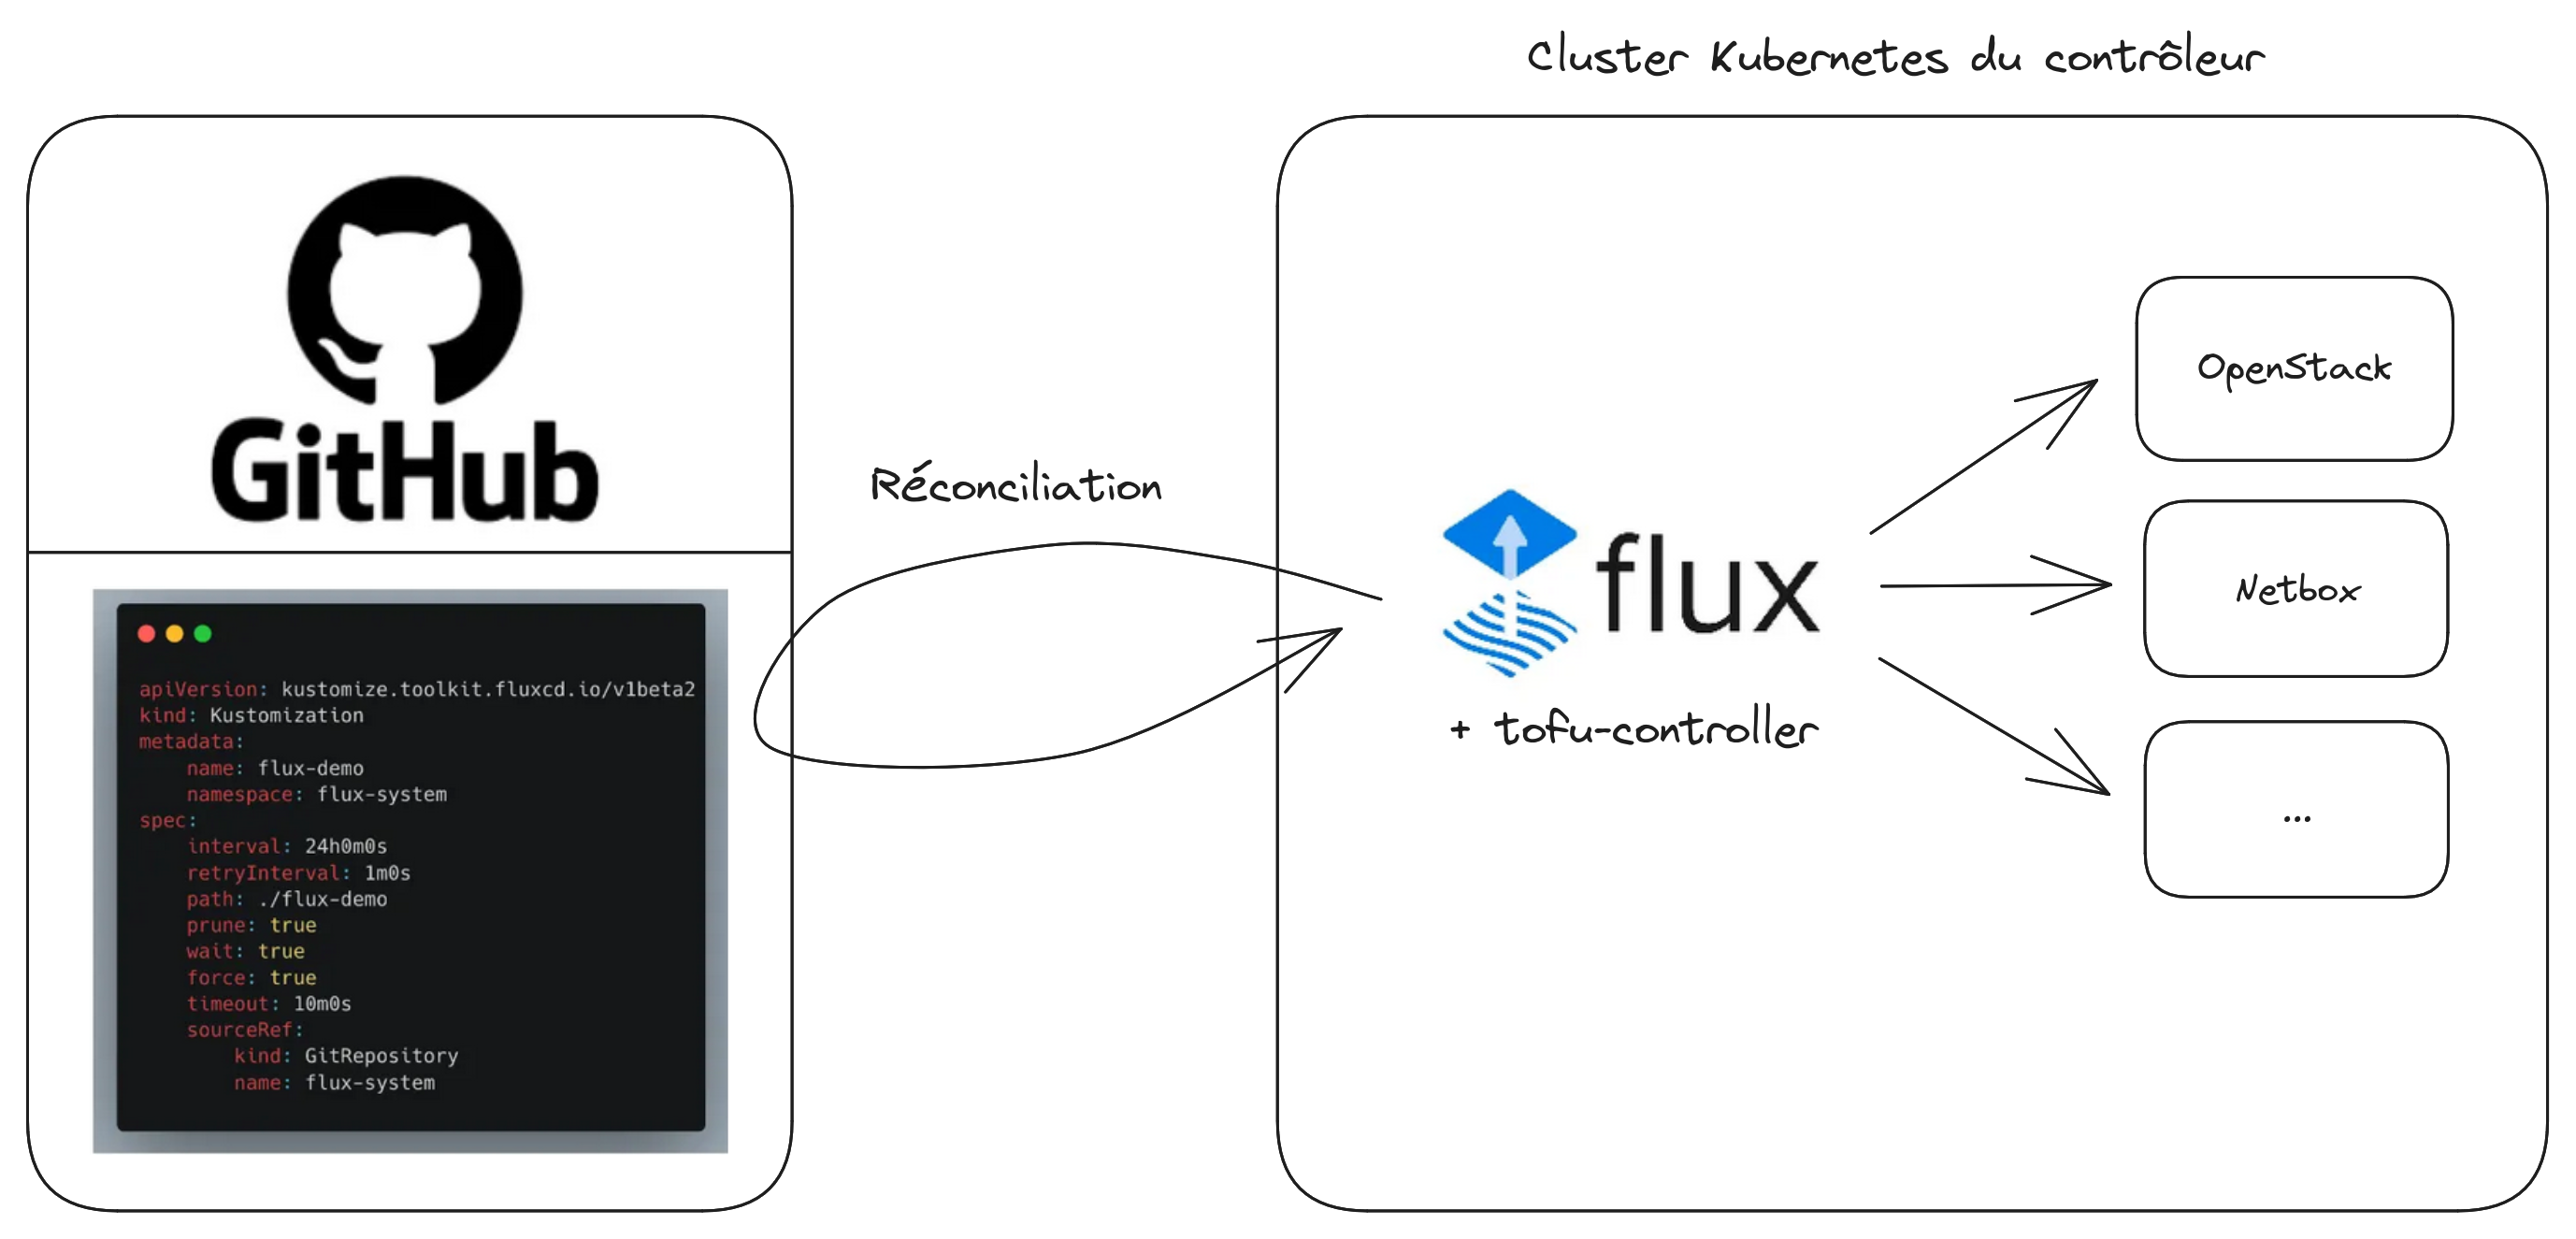 Cluster Kubernetes du contrôleur
GitHub
apiVersion: kustomize.toolkit.fluxcd.io/v1beta2
kind: Kustomization
metadata:
    name: flux-demo
    namespace: flux-system
spec:
    interval: 24h0m0s
    retryInterval: 1m0s
    path: ./flux-demo
    prune: true
    wait: true
    force: true
    timeout: 10m0s
    sourceRef:
        kind: GitRepository
        name: flux-system
Réconciliation
flux
+ tofu-controller
OpenStack
Netbox
...